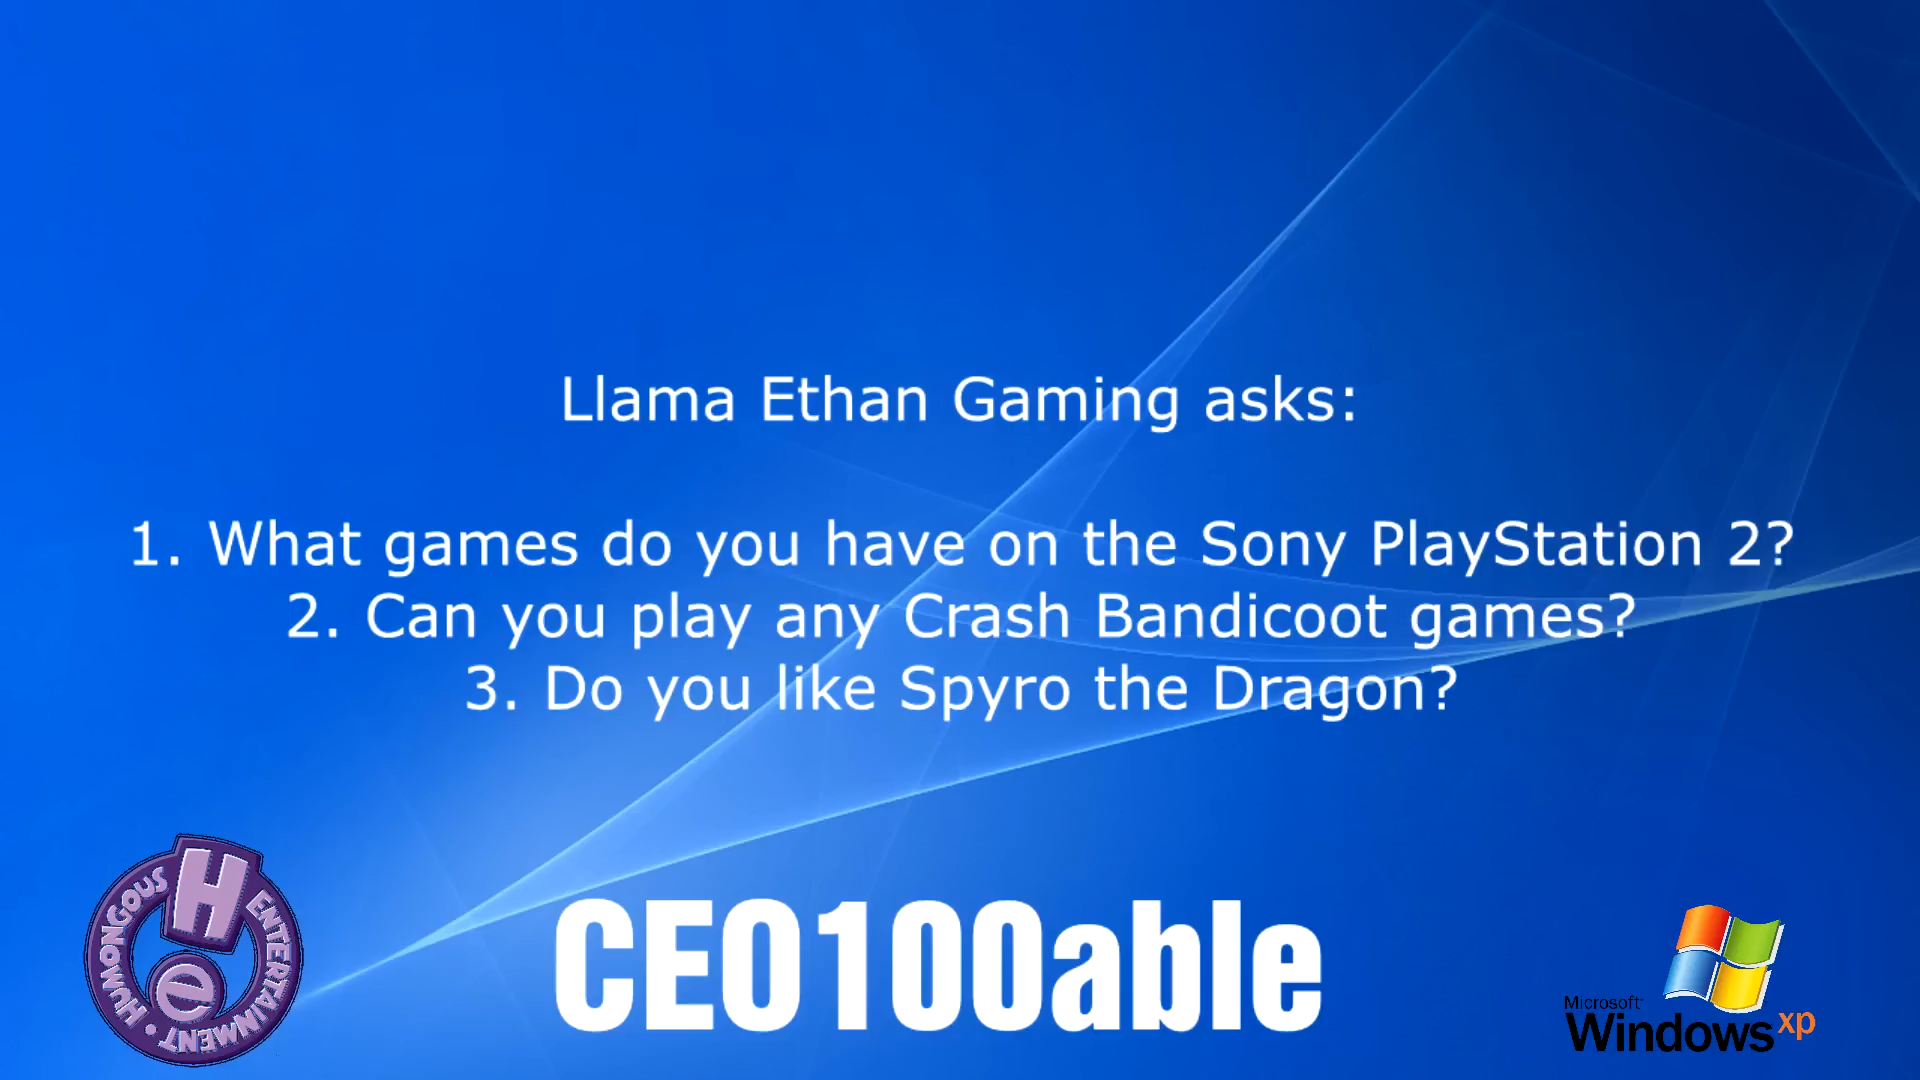 Llama Ethan Gaming asks:
1. What games do you have on the Sony PlayStation 2?
2. Can you play any Crash Bandicoot games?
3. Do you like Spyro the Dragon?
HUMONGOUS ENTERTAINMENT
He
CEO100able
Microsoft
Windows xp